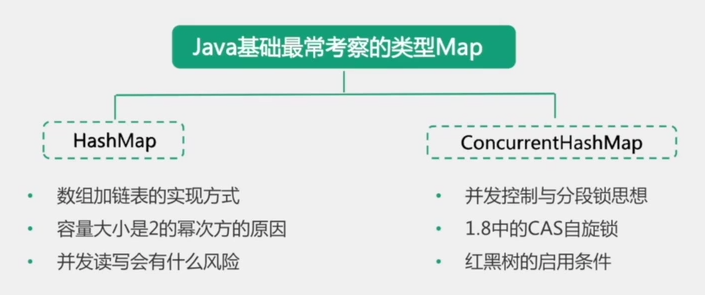 Java基础最常考察的类型Map
HashMap
数组加链表的实现方式
容量大小是2的幂次方的原因
并发读写会有什么风险
ConcurrentHashMap
并发控制与分段锁思想
1.8中的CAS自旋锁
红黑树的启用条件